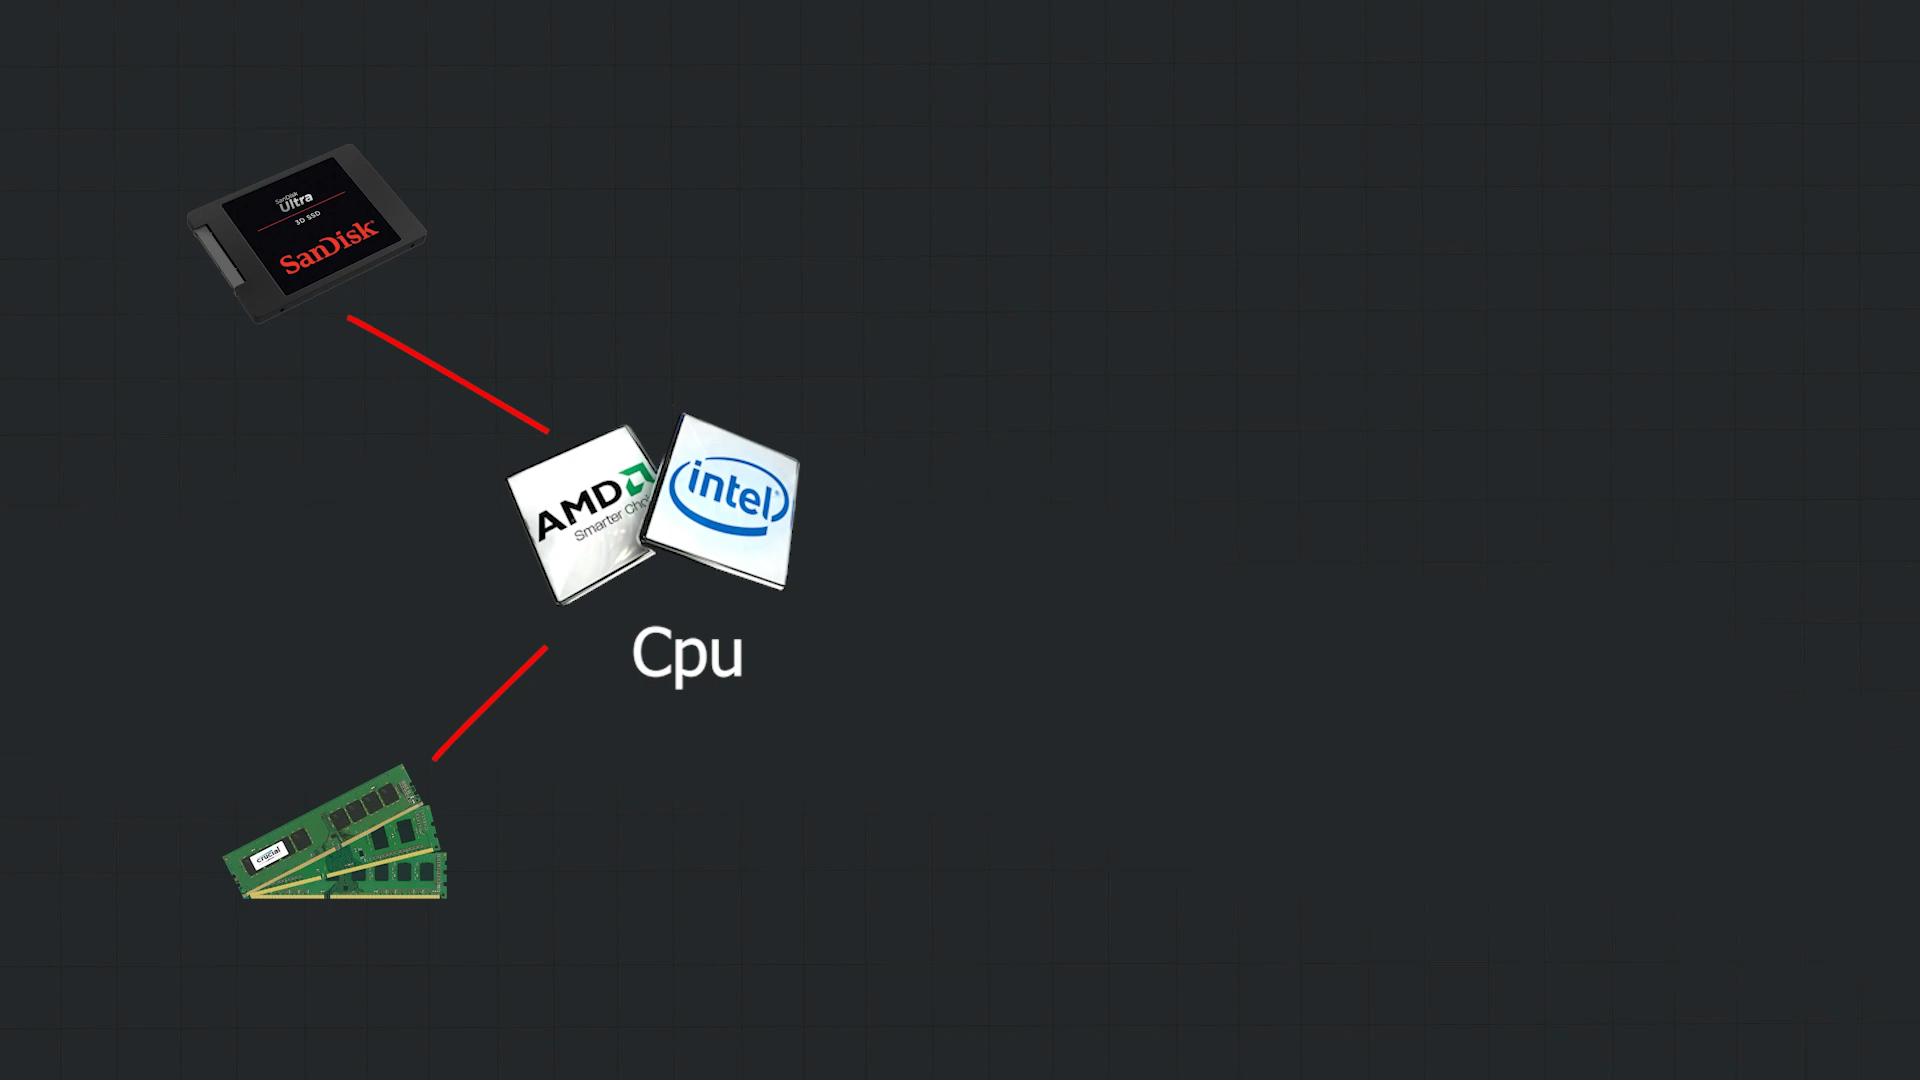 SanDisk
Ultra
3D SSD
SanDisk
AMD
Smarter Cho
intel
Cpu
crucial